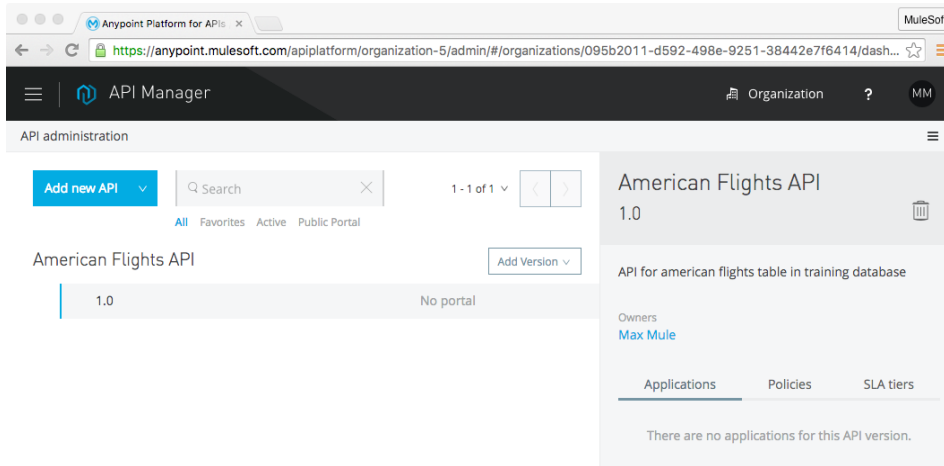 Anypoint Platform for APIs ×
MuleSoft
https://anypoint.mulesoft.com/apiplatform/organization-5/admin/#/organizations/095b2011-d592-498e-9251-38442e7f6414/dash...
API Manager
Organization
?
MM
API administration
Add new API
Search
1 - 1 of 1
All Favorites Active Public Portal
American Flights API
Add Version
1.0
No portal
American Flights API
1.0
API for american flights table in training database
Owners
Max Mule
Applications Policies SLA tiers
There are no applications for this API version.